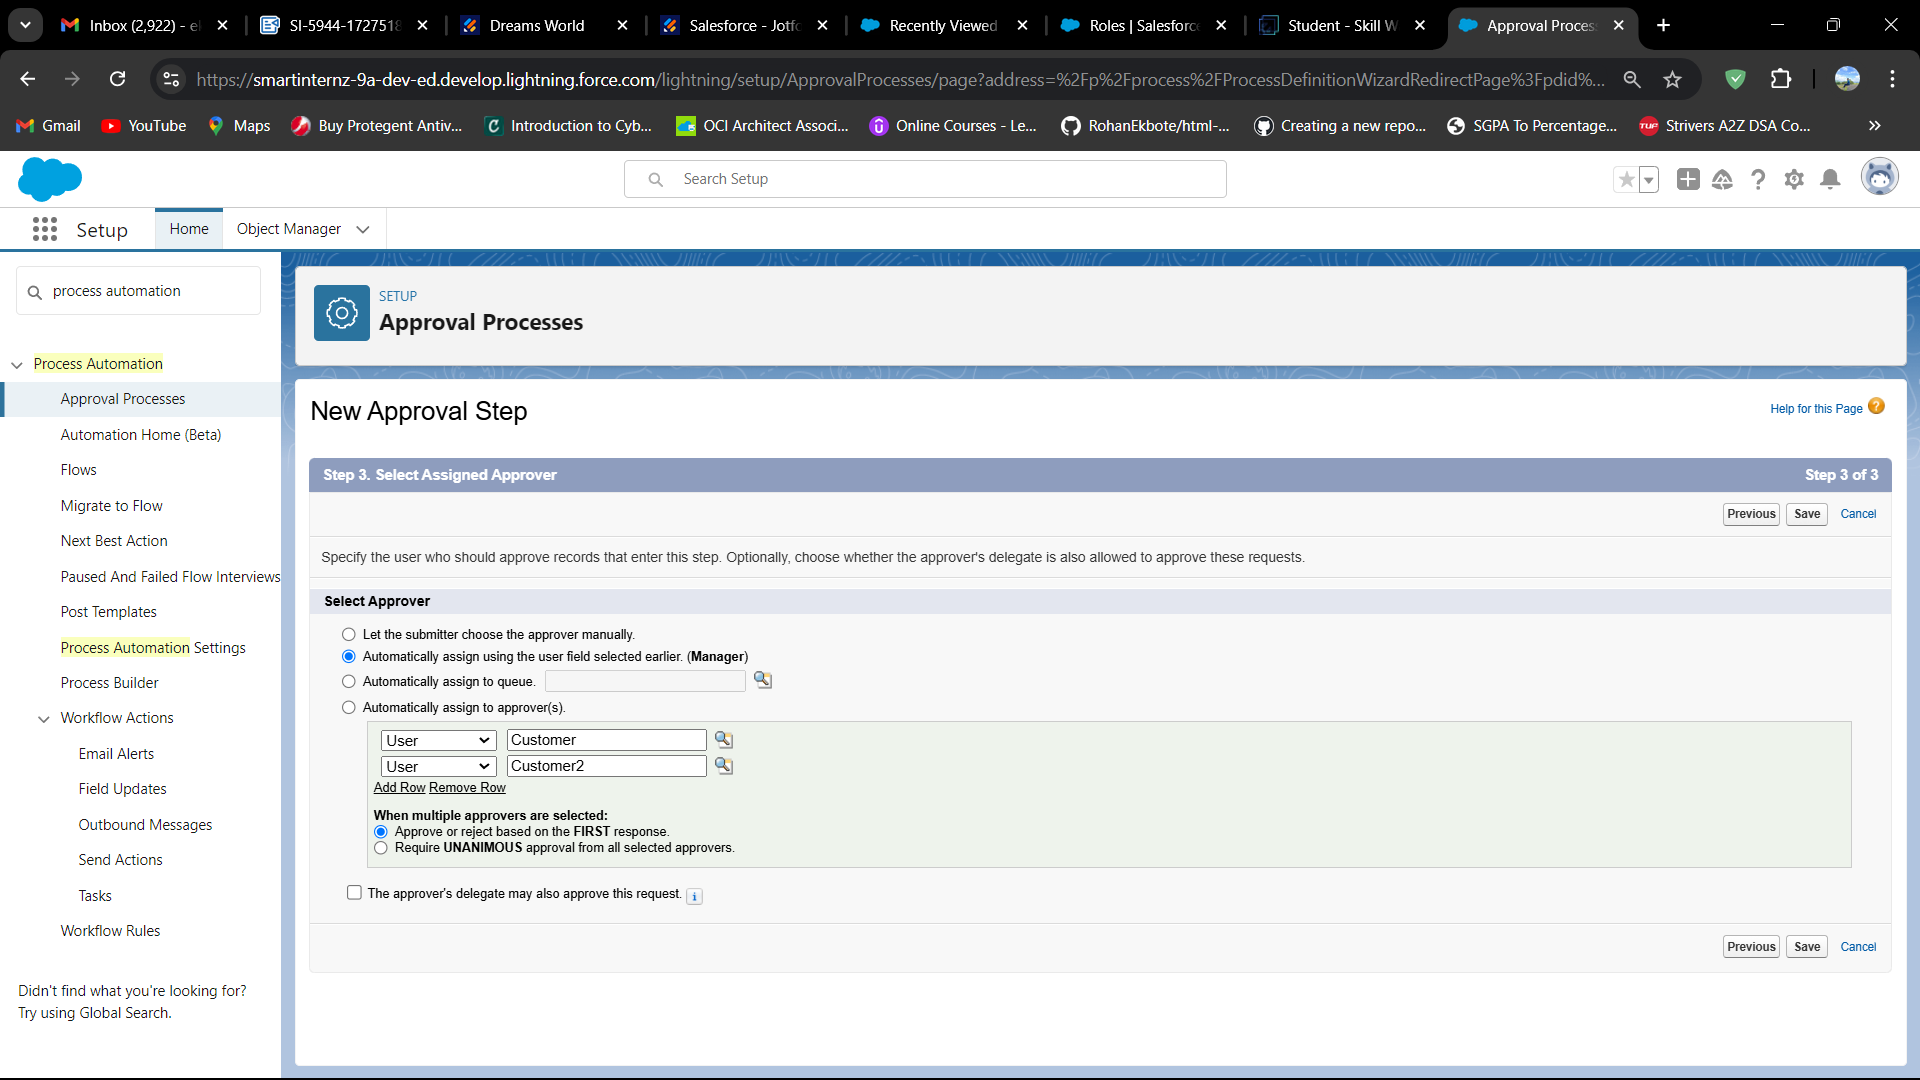 Inbox (2,922) - el
SI-5944-1727518
Dreams World
Salesforce - Jotfo
Recently Viewed
Roles | Salesforce
Student - Skill W
Approval Proces
https://smartinternz-9a-dev-ed.develop.lightning.force.com/lightning/setup/ApprovalProcesses/page?address=%2Fp%2Fprocess%2FProcessDefinitionWizardRedirectPage%3Fpdid%...
Gmail
YouTube
Maps
Buy Protegent Antiv...
Introduction to Cyb...
OCI Architect Associ...
Online Courses - Le...
RohanEkbote/html-...
Creating a new repo...
SGPA To Percentage...
Strivers A2Z DSA Co...
Search Setup
Setup
Home
Object Manager
process automation
Process Automation
Approval Processes
Automation Home (Beta)
Flows
Migrate to Flow
Next Best Action
Paused And Failed Flow Interviews
Post Templates
Process Automation Settings
Process Builder
Workflow Actions
Email Alerts
Field Updates
Outbound Messages
Send Actions
Tasks
Workflow Rules
Didn't find what you're looking for?
Try using Global Search.
SETUP
Approval Processes
New Approval Step
Help for this Page
Step 3. Select Assigned Approver
Step 3 of 3
Previous Save Cancel
Specify the user who should approve records that enter this step. Optionally, choose whether the approver's delegate is also allowed to approve these requests.
Select Approver
Let the submitter choose the approver manually.
Automatically assign using the user field selected earlier. (Manager)
Automatically assign to queue.
Automatically assign to approver(s).
User Customer
User Customer2
Add Row Remove Row
When multiple approvers are selected:
Approve or reject based on the FIRST response.
Require UNANIMOUS approval from all selected approvers.
The approver's delegate may also approve this request. i
Previous Save Cancel